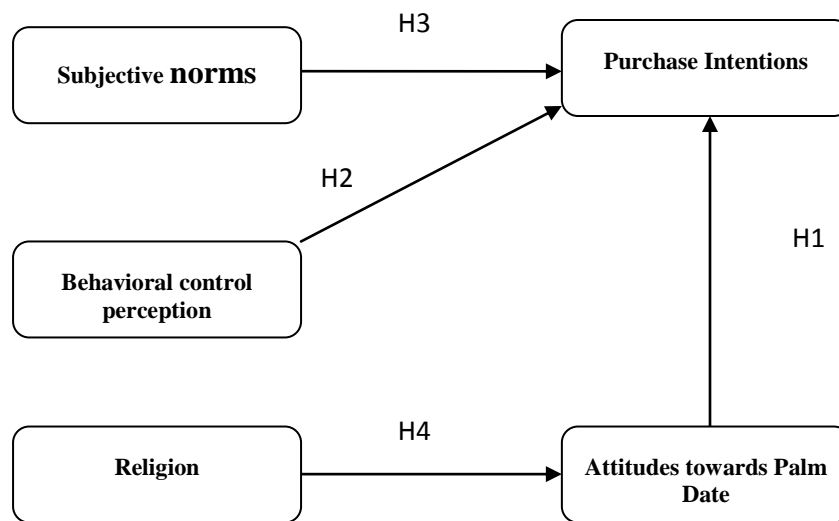 H3
Subjective norms
Purchase Intentions
H2
H1
Behavioral control
perception
H4
Religion
Attitudes towards Palm
Date